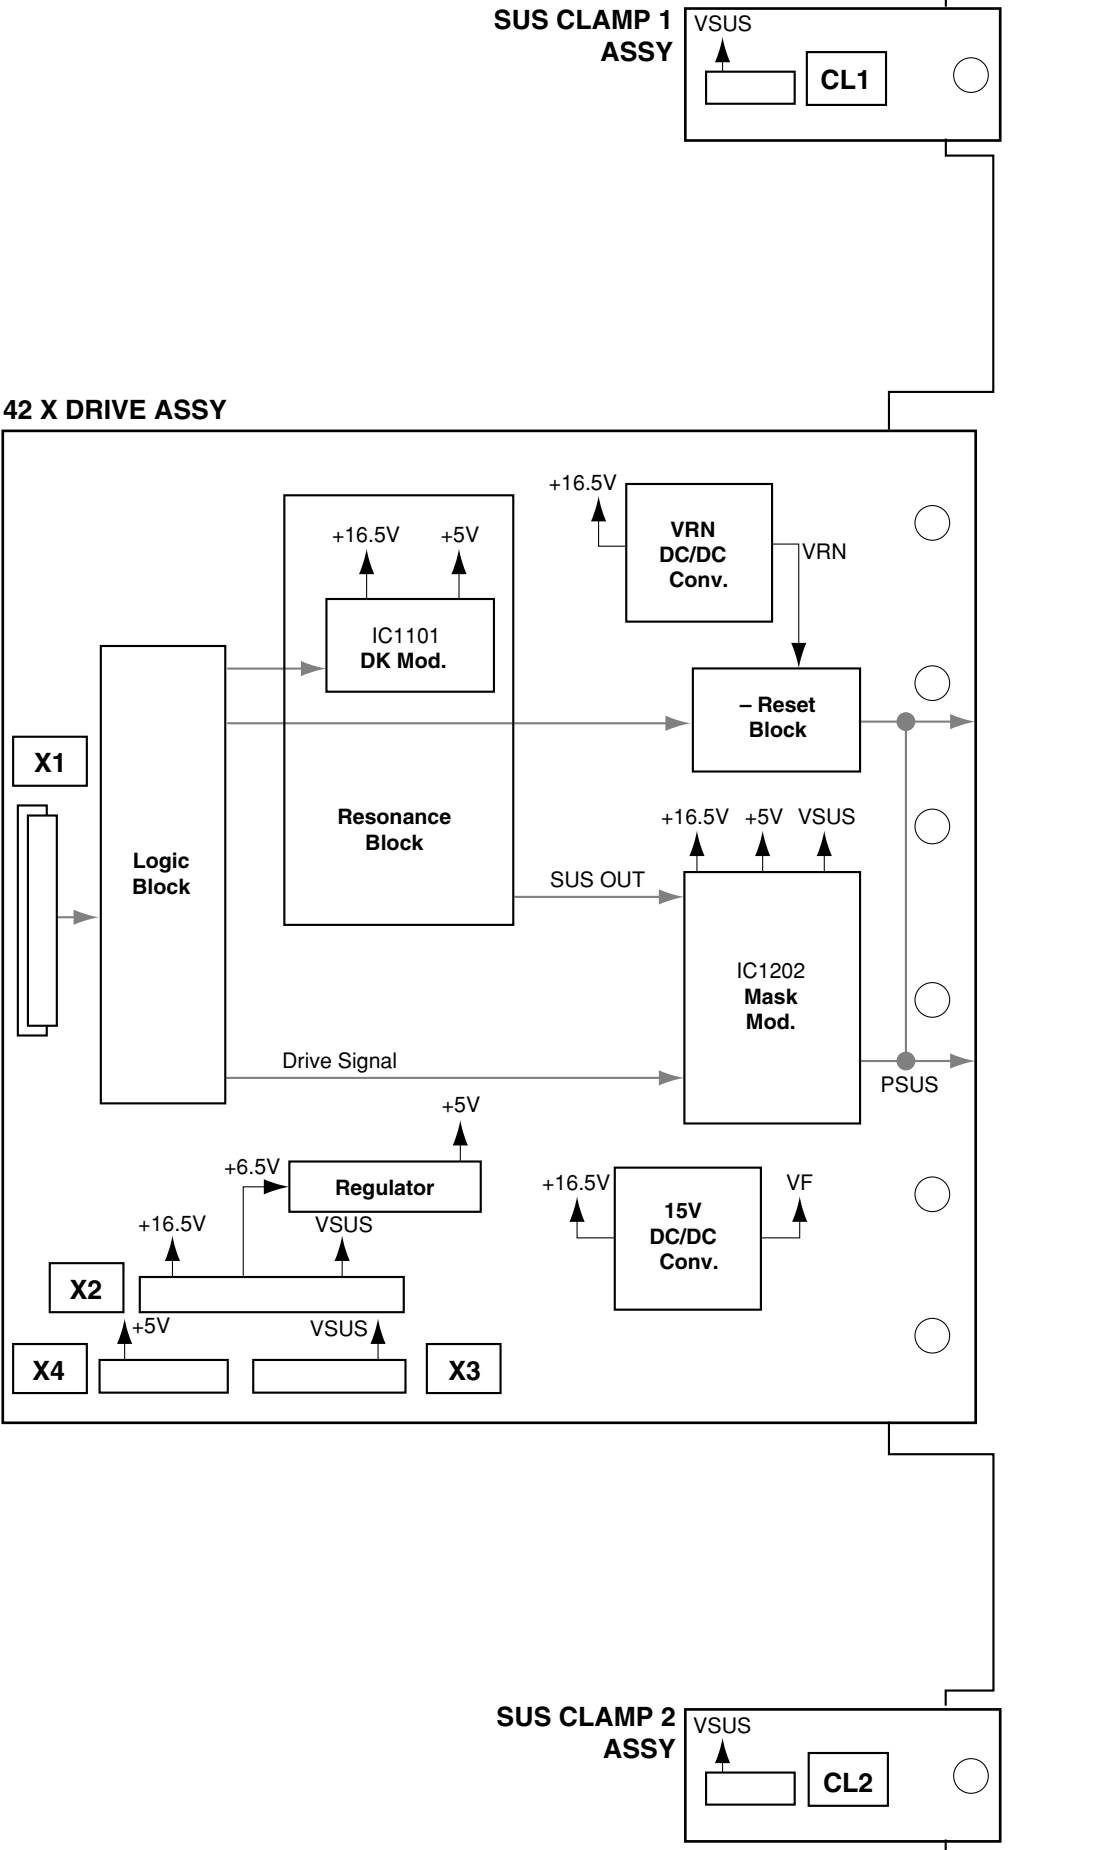 SUS CLAMP 1
ASSY
VSUS
CL1
42 X DRIVE ASSY
+16.5V
VRN
DC/DC
Conv.
VRN
+16.5V
+5V
IC1101
DK Mod.
– Reset
Block
X1
Resonance
Block
+16.5V
+5V
VSUS
Logic
Block
SUS OUT
IC1202
Mask
Mod.
Drive Signal
PSUS
+5V
+6.5V
Regulator
+16.5V
VSUS
+16.5V
15V
DC/DC
Conv.
VF
X2
+5V
VSUS
X4
X3
SUS CLAMP 2
ASSY
VSUS
CL2